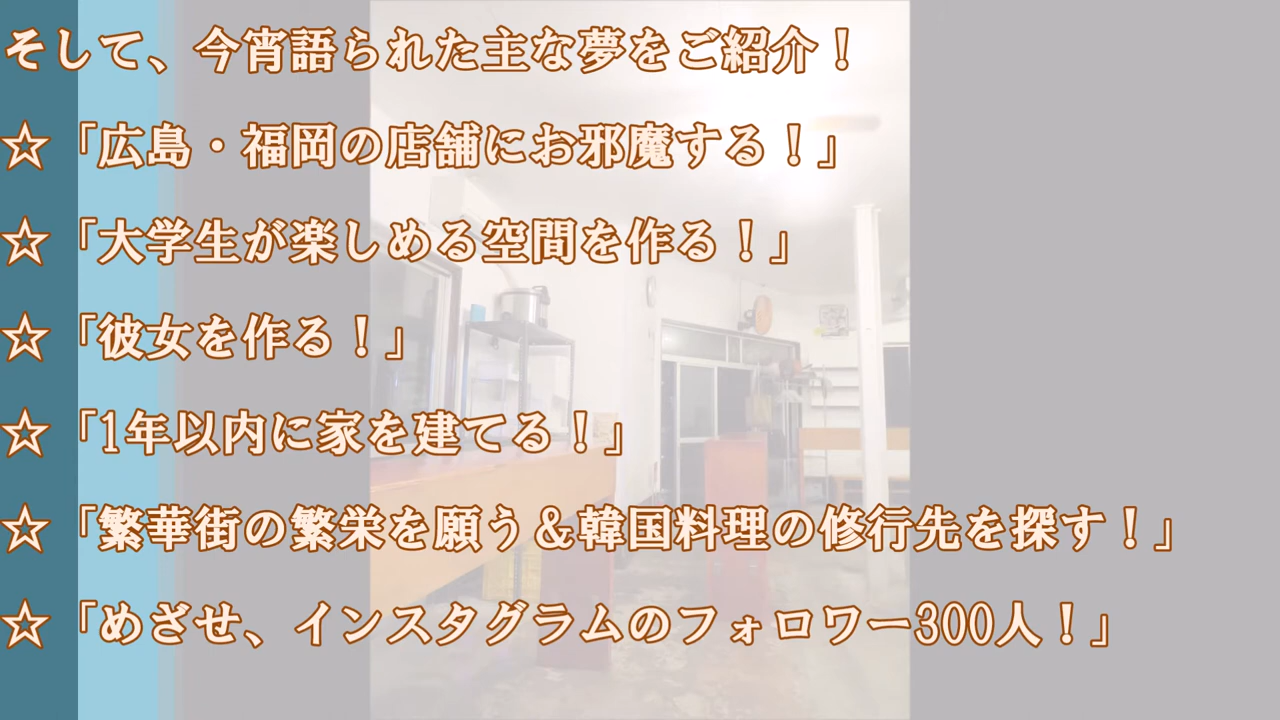 そして、今宵語られた主な夢をご紹介！
☆「広島・福岡の店舗にお邪魔する！」
☆「大学生が楽しめる空間を作る！」
☆「彼女を作る！」
☆「1年以内に家を建てる！」
☆「繁華街の繁栄を願う＆韓国料理の修行先を探す！」
☆「めざせ、インスタグラムのフォロワー300人！」